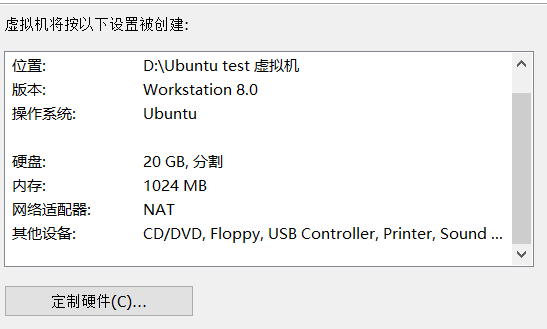 虚拟机将按以下设置被创建:
位置: D:\Ubuntu test 虚拟机
版本: Workstation 8.0
操作系统: Ubuntu
硬盘: 20 GB, 分割
内存: 1024 MB
网络适配器: NAT
其他设备: CD/DVD, Floppy, USB Controller, Printer, Sound ...
定制硬件(C)...